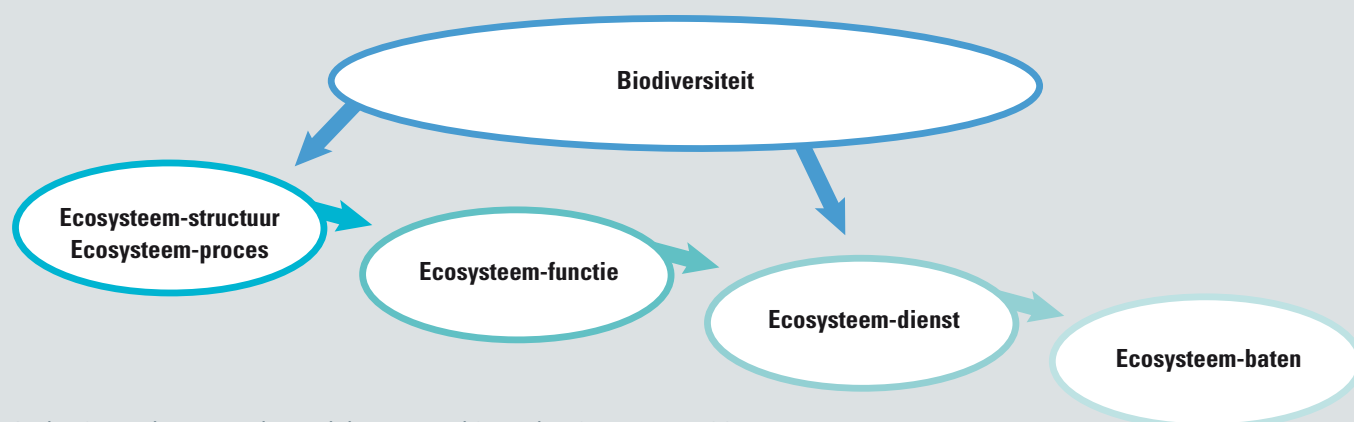 Biodiversiteit
Ecosysteem-structuur
Ecosysteem-proces
Ecosysteem-functie
Ecosysteem-dienst
Ecosysteem-baten